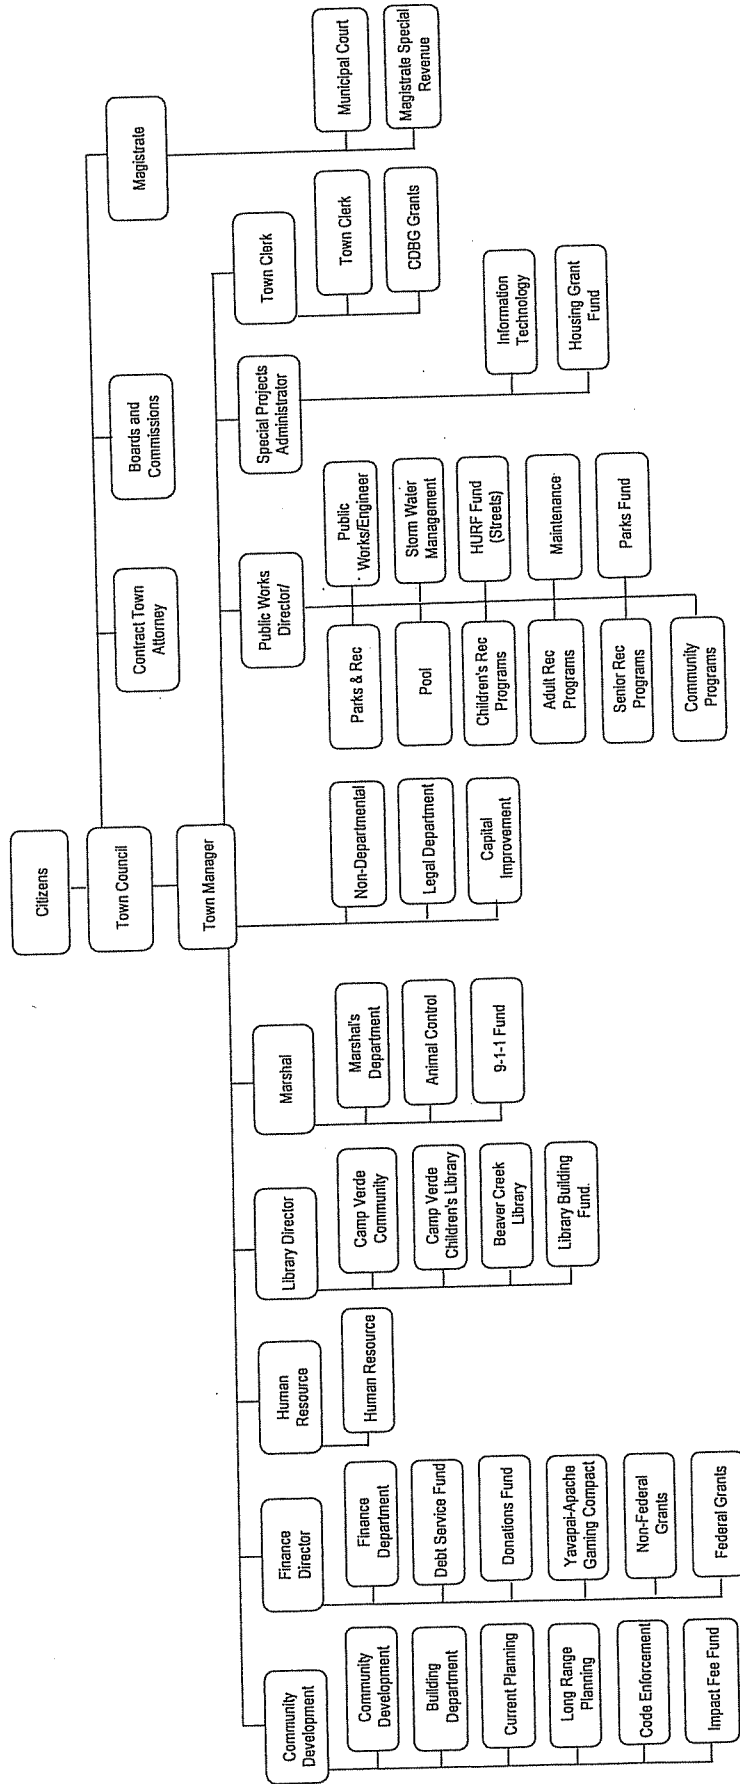 Citizens
Town Council
Contract Town
Attorney
Boards and
Commissions
Magistrate
Municipal Court
Magistrate Special
Revenue
Town Manager
Community
Development
Community
Development
Building
Department
Current Planning
Long Range
Planning
Code Enforcement
Impact Fee Fund
Finance
Director
Finance
Department
Debt Service Fund
Donations Fund
Yavapai-Apache
Gaming Compact
Non-Federal
Grants
Federal Grants
Human
Resource
Human Resource
Library Director
Camp Verde
Community
Camp Verde
Children's Library
Beaver Creek
Library
Library Building
Fund.
Marshal
Marshal's
Department
Animal Control
9-1-1 Fund
Non-Departmental
Legal Department
Capital
Improvement
Public Works
Director/
Parks & Rec
Pool
Children's Rec
Programs
Adult Rec
Programs
Senior Rec
Programs
Community
Programs
Public
Works/Engineer
Storm Water
Management
HURF Fund
(Streets)
Maintenance
Parks Fund
Special Projects
Administrator
Information
Technology
Housing Grant
Fund
Town Clerk
Town Clerk
CDBG Grants